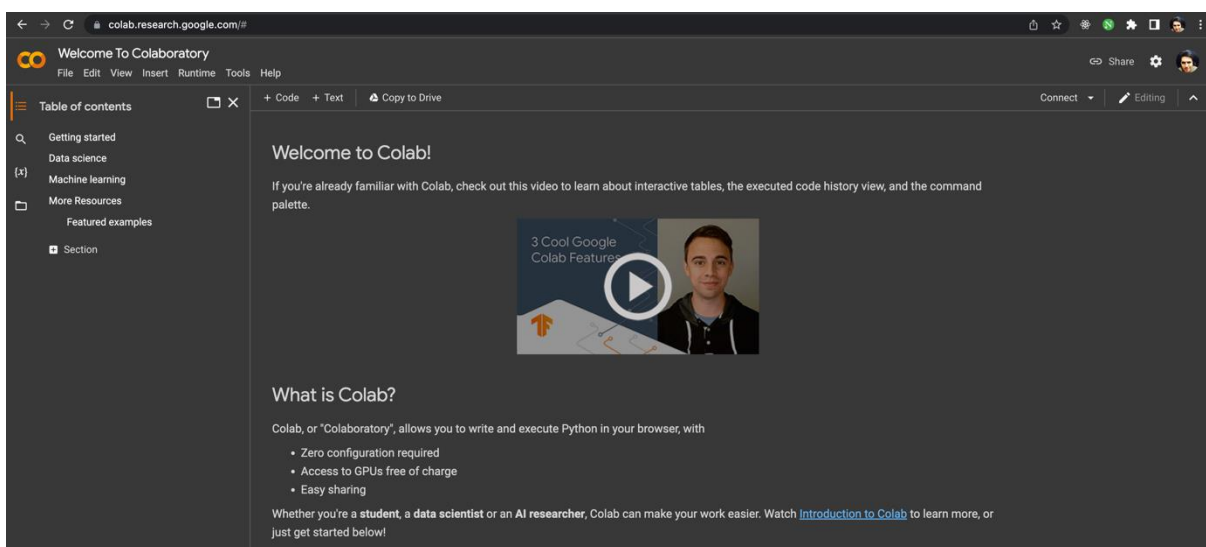 colab.research.google.com/#
Welcome To Colaboratory
File Edit View Insert Runtime Tools Help
Share
Table of contents
+ Code + Text Copy to Drive
Connect Editing
Getting started
Data science
{x}
Machine learning
More Resources
Featured examples
Section
Welcome to Colab!
If you're already familiar with Colab, check out this video to learn about interactive tables, the executed code history view, and the command
palette.
3 Cool Google
Colab Features
What is Colab?
Colab, or "Colaboratory", allows you to write and execute Python in your browser, with
• Zero configuration required
• Access to GPUs free of charge
• Easy sharing
Whether you're a student, a data scientist or an AI researcher, Colab can make your work easier. Watch Introduction to Colab to learn more, or
just get started below!